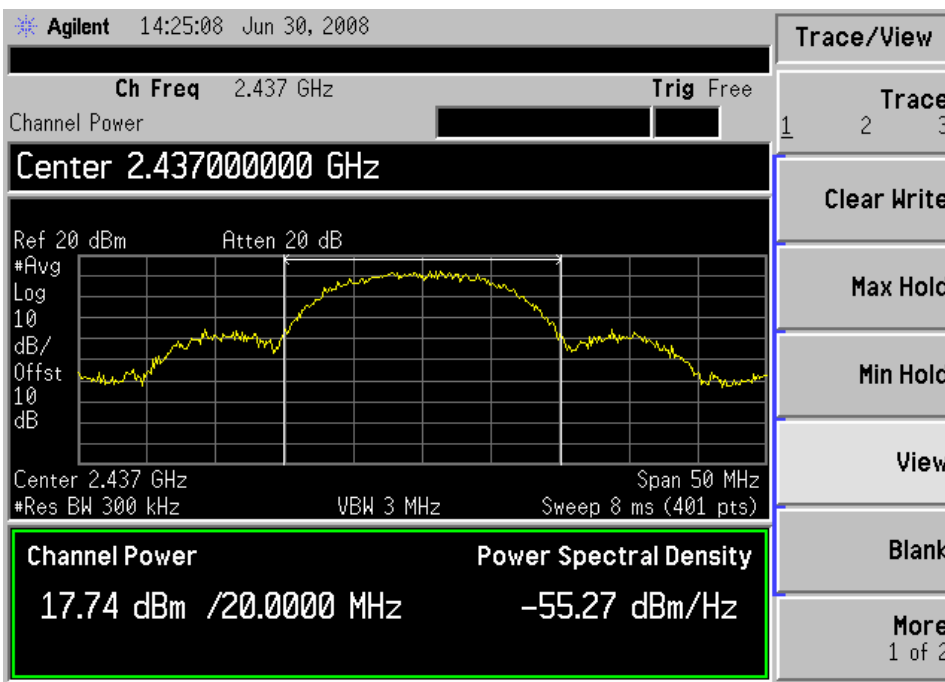 Agilent 14:25:08 Jun 30, 2008
Trace/View
Ch Freq 2.437 GHz Trig Free
Channel Power
Trace
1 2 3
Center 2.437000000 GHz
Clear Write
Ref 20 dBm Atten 20 dB
#Avg
Log
10
dB/
Offst
10
dB
Max Hold
Min Hold
Center 2.437 GHz Span 50 MHz
#Res BW 300 kHz VBW 3 MHz Sweep 8 ms (401 pts)
View
Channel Power Power Spectral Density
17.74 dBm /20.0000 MHz -55.27 dBm/Hz
Blank
More
1 of 2